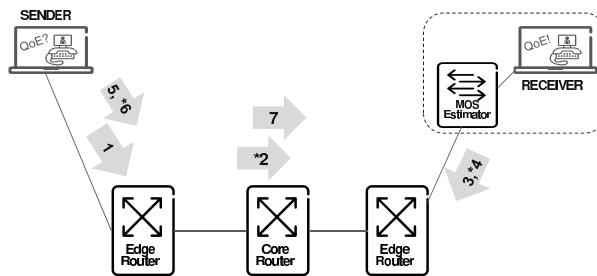 SENDER
QoE?
QoE!
RECEIVER
MOS
Estimator
5, *6
1
7
*2
3,*4
Edge
Router
Core
Router
Edge
Router